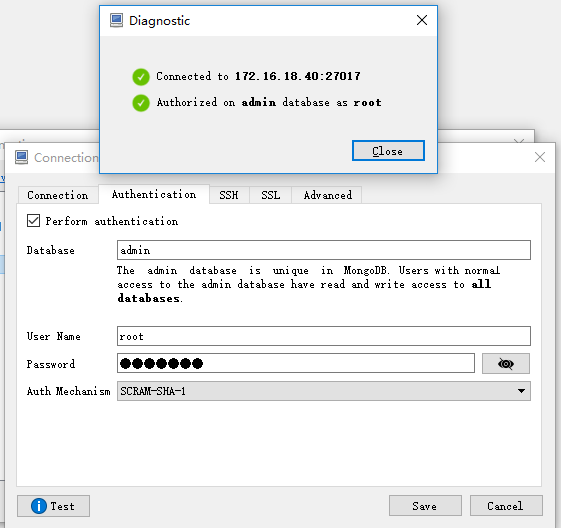 Diagnostic
Connected to 172.16.18.40:27017
Authorized on admin database as root
Close
Connection
Connection Authentication SSH SSL Advanced
Perform authentication
Database admin
The admin database is unique in MongoDB. Users with normal
access to the admin database have read and write access to all
databases.
User Name root
Password
Auth Mechanism SCRAM-SHA-1
Test Save Cancel